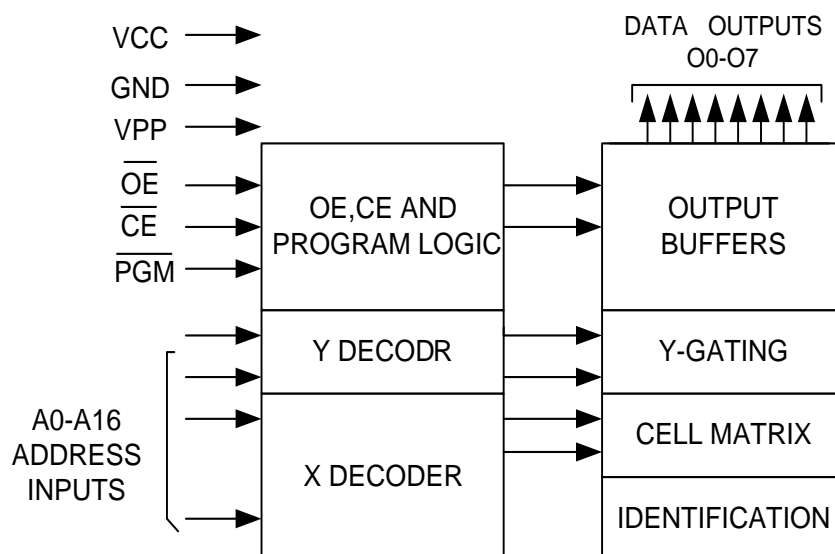 VCC
GND
VPP
OE
CE
PGM
A0-A16
ADDRESS
INPUTS
OE,CE AND
PROGRAM LOGIC
Y DECODR
X DECODER
DATA OUTPUTS
O0-O7
OUTPUT
BUFFERS
Y-GATING
CELL MATRIX
IDENTIFICATION